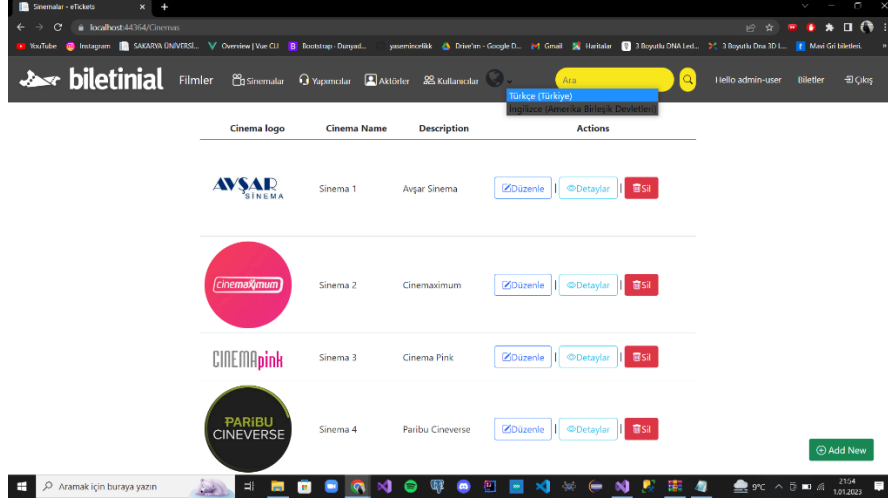 Sinemalar - eTickets
localhost:44364/Cinemas
YouTube Instagram SAKARYA ÜNİVERSİ... Overview | Vue CLI Bootstrap · Dünyad... yasemincelikk Drive'ım - Google D... Gmail Haritalar 3 Boyutlu DNA Led... 3 Boyutlu Dna 3D L... Mavi Gri biletleri.
biletinial Filmler Sinemalar Yapımcılar Aktörler Kullanıcılar Ara Hello admin-user Biletler Çıkış
Türkçe (Türkiye)
İngilizce (Amerika Birleşik Devletleri)
Cinema logo Cinema Name Description Actions
AVŞAR SİNEMA Sinema 1 Avşar Sinema Düzenle | Detaylar | Sil
cinemaximum Sinema 2 Cinemaximum Düzenle | Detaylar | Sil
CINEMApink Sinema 3 Cinema Pink Düzenle | Detaylar | Sil
PARiBU CINEVERSE Sinema 4 Paribu Cineverse Düzenle | Detaylar | Sil
Add New
Aramak için buraya yazın 9°C 21:54
1.01.2023